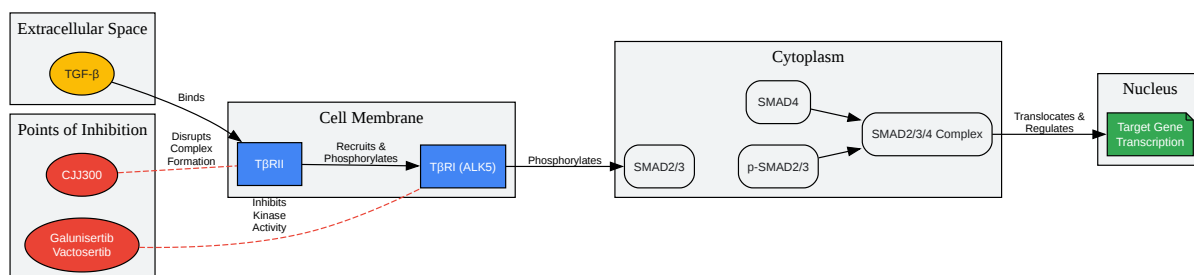 Extracellular Space
TGF-β
Binds
Points of Inhibition
CJJ300
Galunisertib
Vactosertib
Disrupts
Complex
Formation
Cell Membrane
TβRII
Recruits &
Phosphorylates
TβRI (ALK5)
Inhibits
Kinase
Activity
Phosphorylates
Cytoplasm
SMAD2/3
SMAD4
p-SMAD2/3
SMAD2/3/4 Complex
Translocates &
Regulates
Nucleus
Target Gene
Transcription